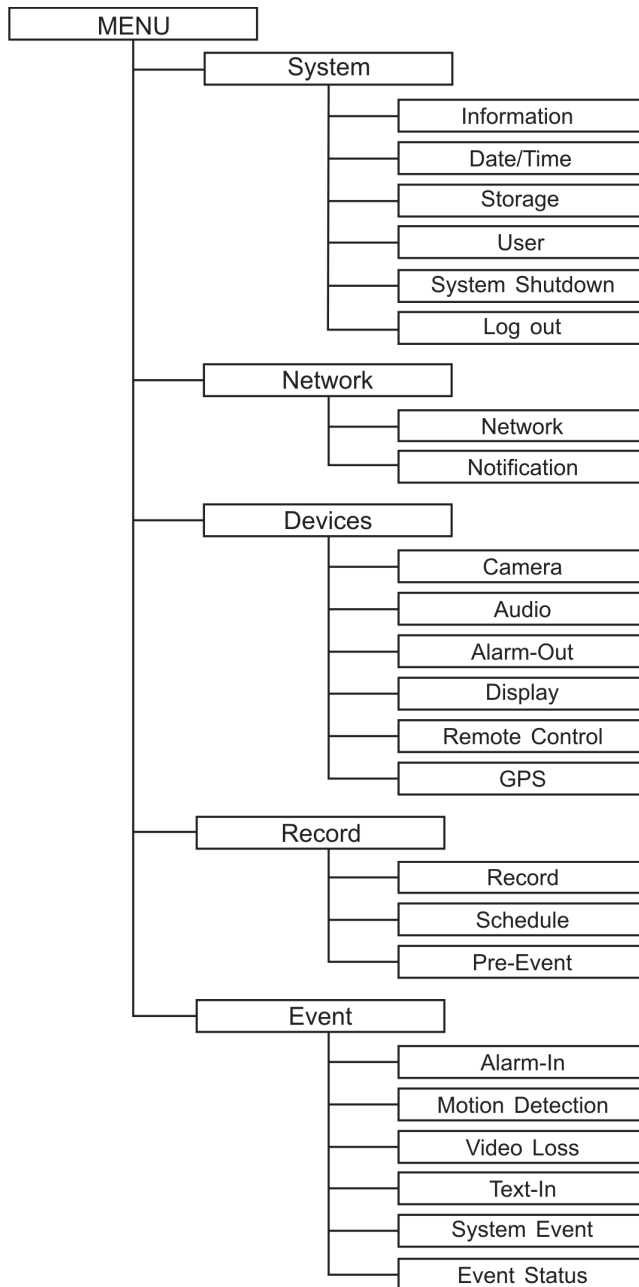 MENU
System
Information
Date/Time
Storage
User
System Shutdown
Log out
Network
Network
Notification
Devices
Camera
Audio
Alarm-Out
Display
Remote Control
GPS
Record
Record
Schedule
Pre-Event
Event
Alarm-In
Motion Detection
Video Loss
Text-In
System Event
Event Status